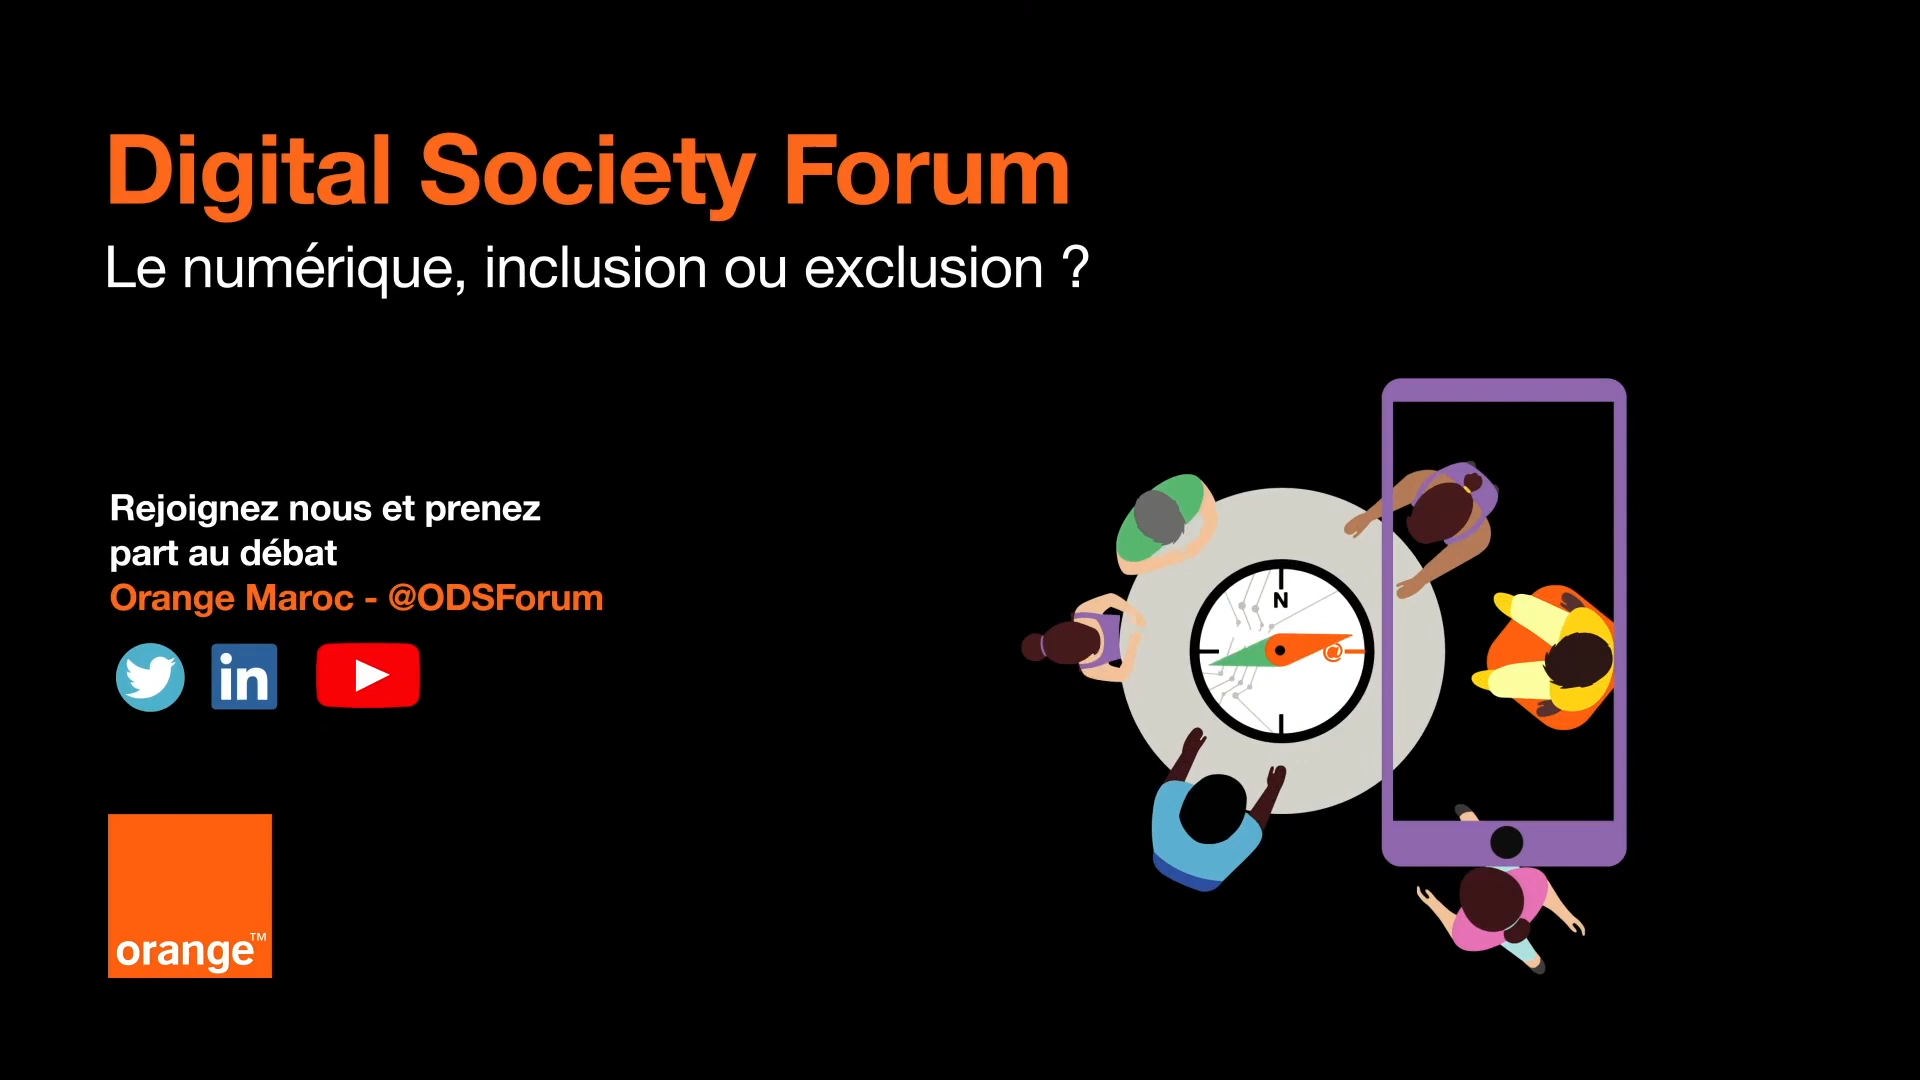 Digital Society Forum
Le numérique, inclusion ou exclusion ?
Rejoignez nous et prenez
part au débat
Orange Maroc - @ODSForum
in
N
@
orange™